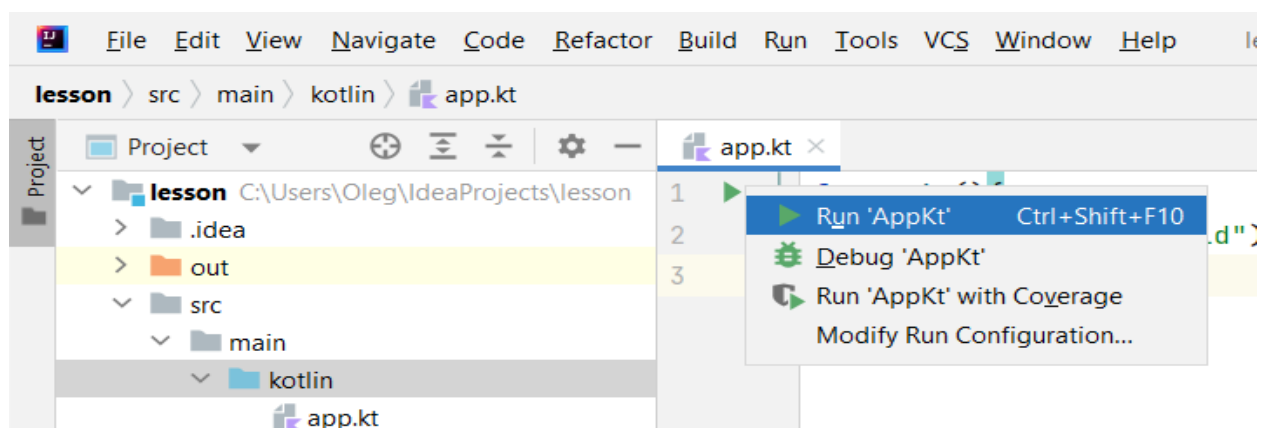 File Edit View Navigate Code Refactor Build Run Tools VCS Window Help
lesson 〉 src 〉 main 〉 kotlin 〉 app.kt
Project
Project
app.kt
lesson C:\Users\Oleg\IdeaProjects\lesson
.idea
out
src
main
kotlin
app.kt
1
2 d")
3
Run 'AppKt' Ctrl+Shift+F10
Debug 'AppKt'
Run 'AppKt' with Coverage
Modify Run Configuration...